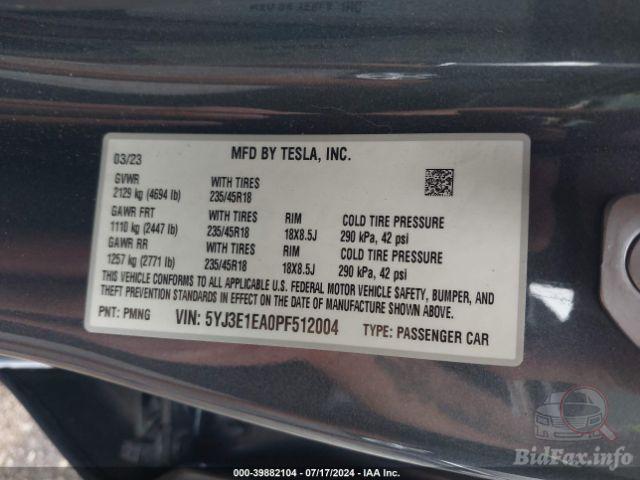 MFD BY TESLA, INC.
03/23
GVWR
2129 kg (4694 lb)
WITH TIRES
235/45R18
GAWR FRT
1110 kg (2447 lb)
WITH TIRES
235/45R18
RIM
18X8.5J
COLD TIRE PRESSURE
290 kPa, 42 psi
GAWR RR
1257 kg (2771 lb)
WITH TIRES
235/45R18
RIM
18X8.5J
COLD TIRE PRESSURE
290 kPa, 42 psi
THIS VEHICLE CONFORMS TO ALL APPLICABLE U.S. FEDERAL MOTOR VEHICLE SAFETY, BUMPER, AND
THEFT PREVENTION STANDARDS IN EFFECT ON THE DATE OF MANUFACTURE SHOWN ABOVE.
PNT: PMNG
VIN: 5YJ3E1EA0PF512004
TYPE: PASSENGER CAR
BidFax.info
000-39882104 - 07/17/2024 - IAA Inc.